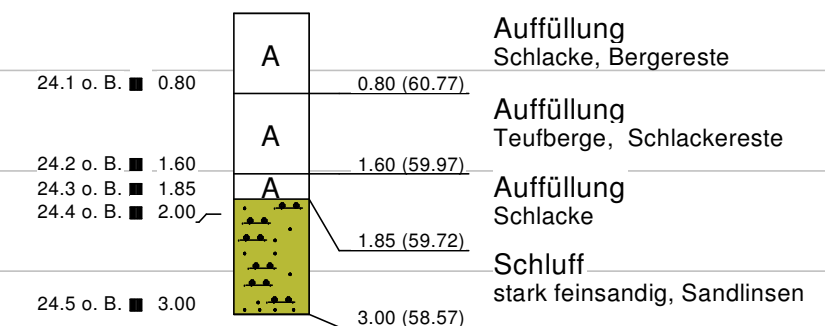 Auffüllung
A
Schlacke, Bergereste
24.1 o. B. 0.80
0.80 (60.77)
Auffüllung
A
Teufberge, Schlackereste
24.2 o. B. 1.60
1.60 (59.97)
24.3 o. B. 1.85
A
Auffüllung
24.4 o. B. 2.00
Schlacke
1.85 (59.72)
Schluff
stark feinsandig, Sandlinsen
24.5 o. B. 3.00
3.00 (58.57)